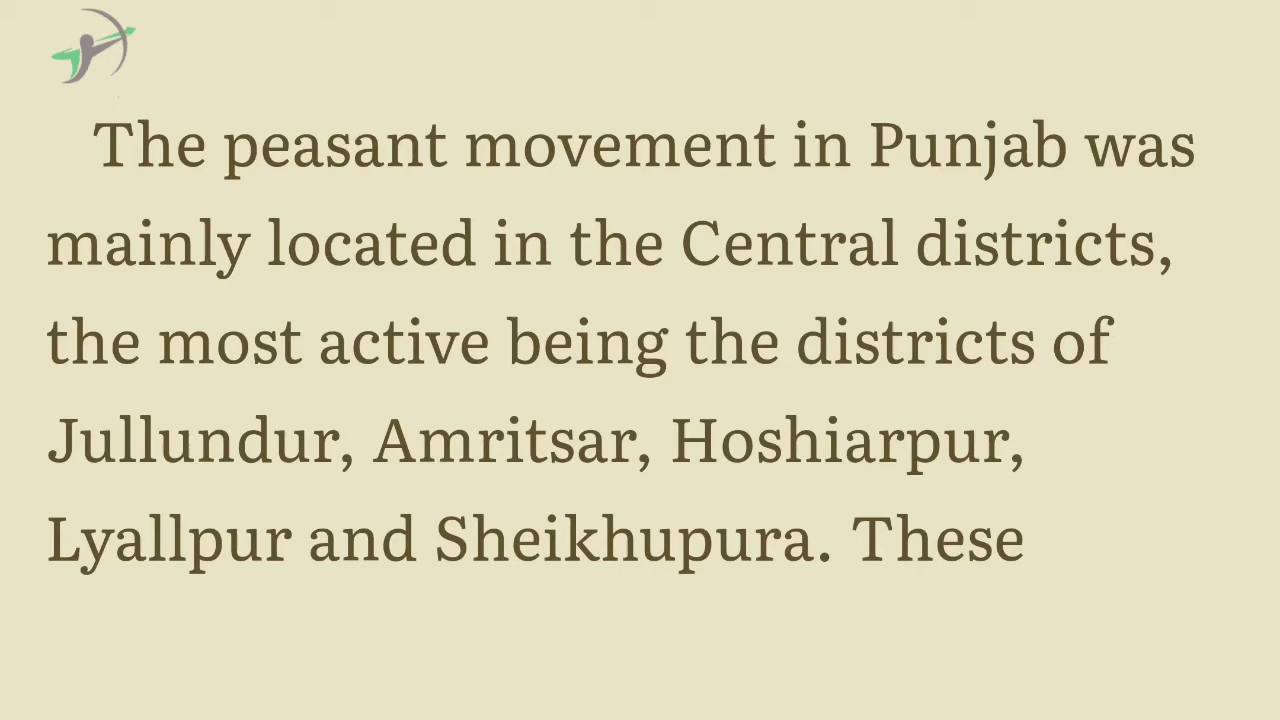 The peasant movement in Punjab was
mainly located in the Central districts,
the most active being the districts of
Jullundur, Amritsar, Hoshiarpur,
Lyallpur and Sheikhupura. These